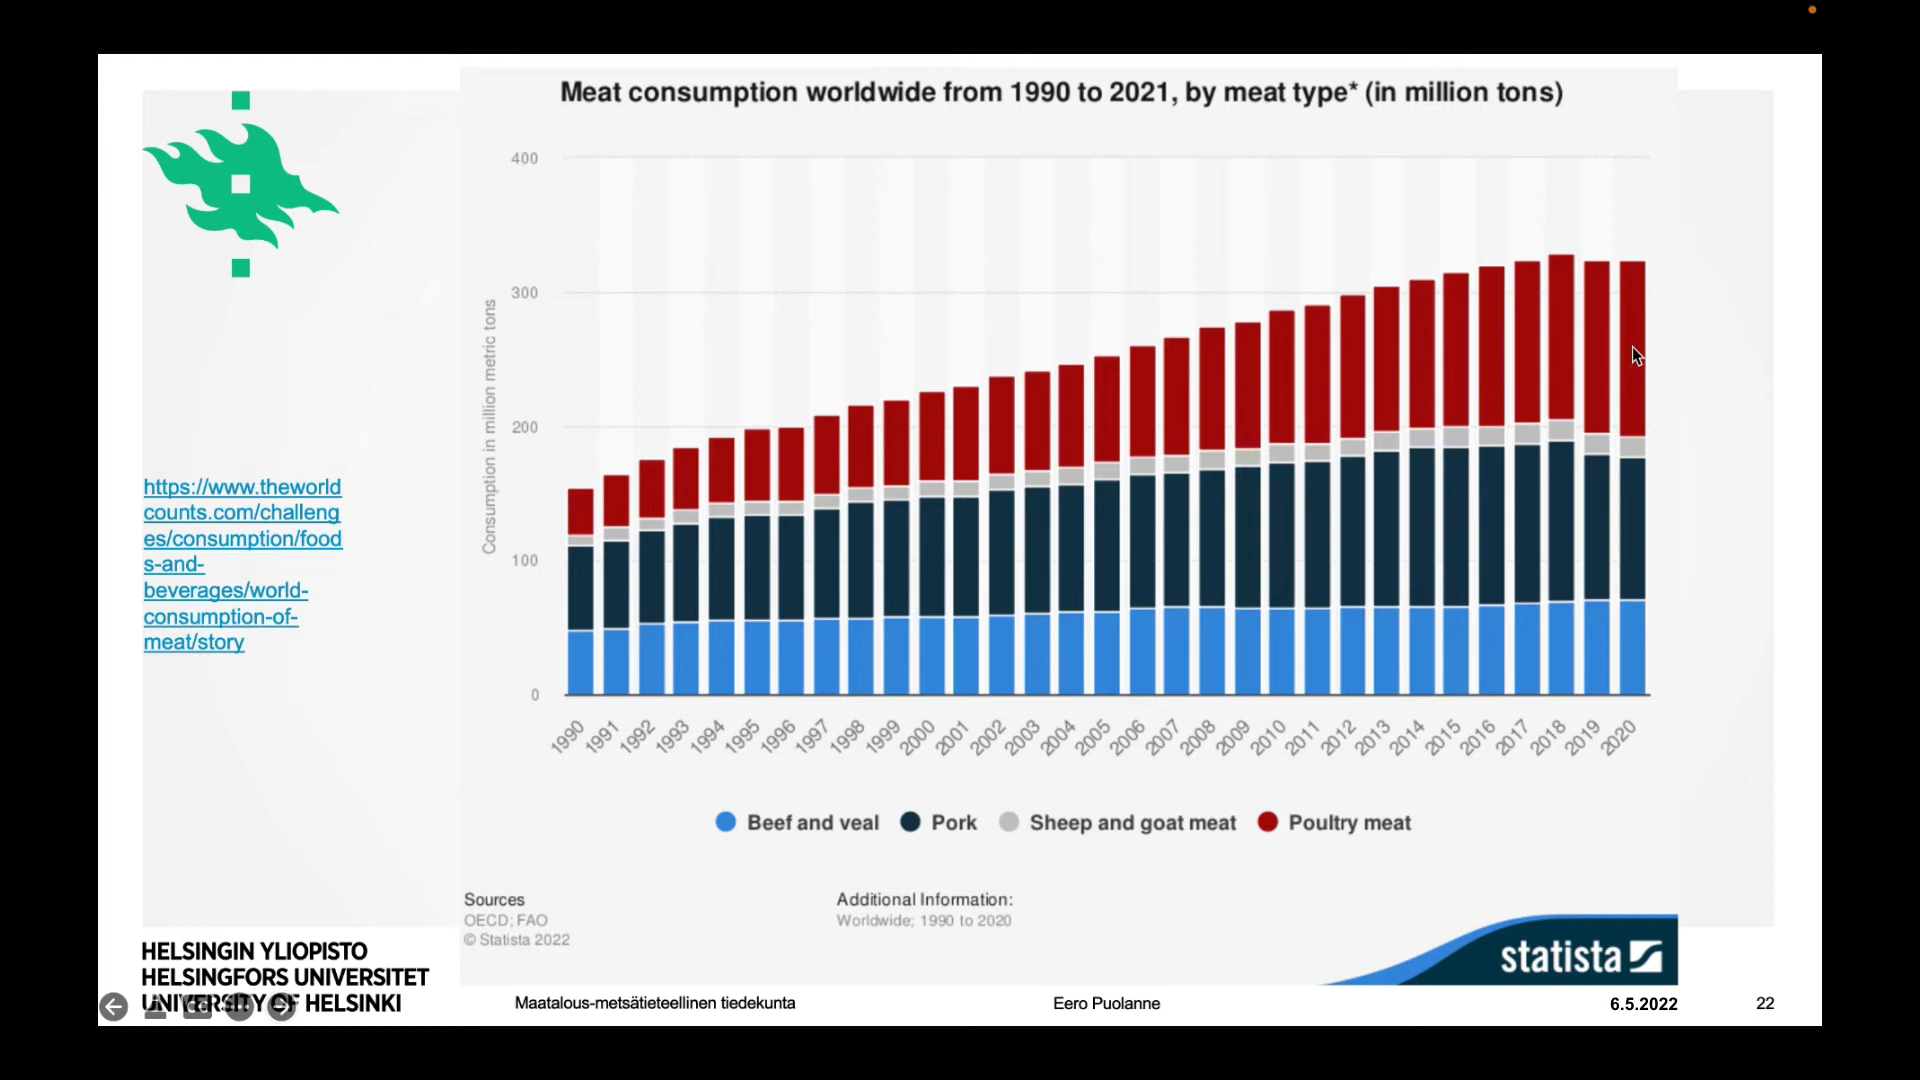 Meat consumption worldwide from 1990 to 2021, by meat type* (in million tons)
Consumption in million metric tons
400
300
200
100
0
1990 1991 1992 1993 1994 1995 1996 1997 1998 1999 2000 2001 2002 2003 2004 2005 2006 2007 2008 2009 2010 2011 2012 2013 2014 2015 2016 2017 2018 2019 2020
Beef and veal Pork Sheep and goat meat Poultry meat
https://www.theworld
counts.com/challeng
es/consumption/food
s-and-
beverages/world-
consumption-of-
meat/story
Sources
OECD; FAO
© Statista 2022
Additional Information:
Worldwide; 1990 to 2020
statista
HELSINGIN YLIOPISTO
HELSINGFORS UNIVERSITET
UNIVERSITY OF HELSINKI
Maatalous-metsätieteellinen tiedekunta
Eero Puolanne
6.5.2022
22